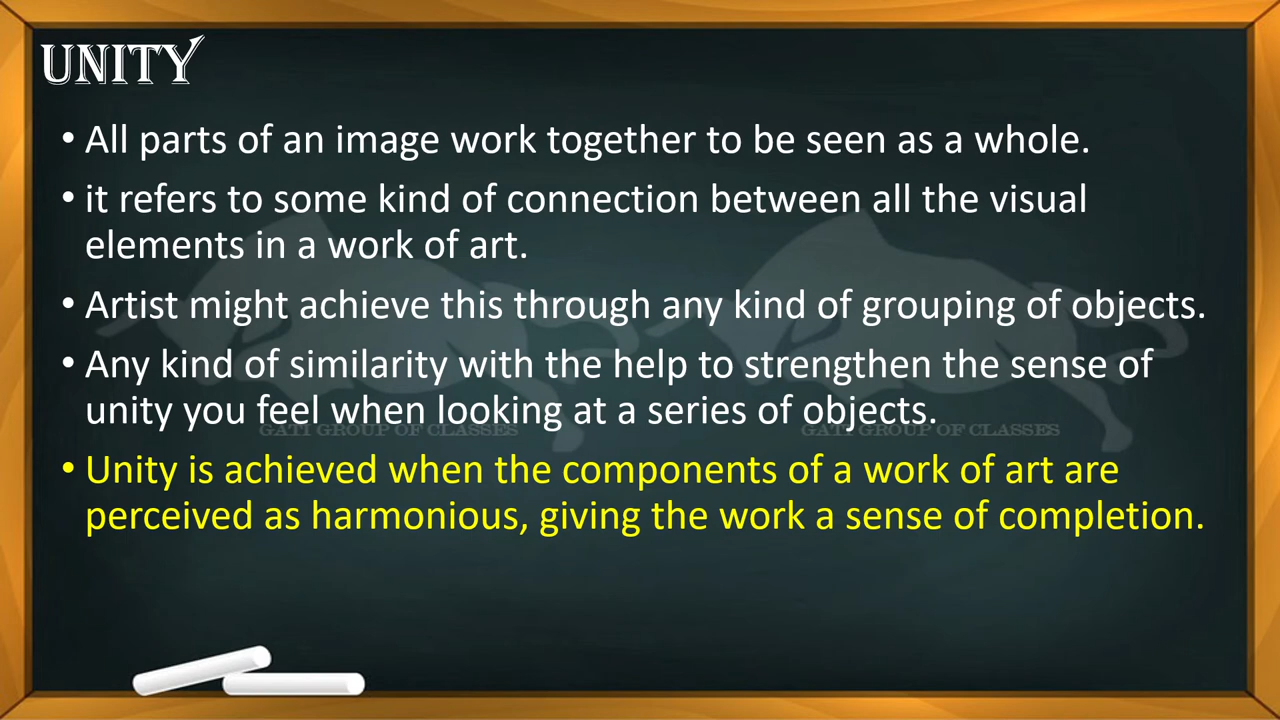 UNITY
• All parts of an image work together to be seen as a whole.
• it refers to some kind of connection between all the visual
elements in a work of art.
• Artist might achieve this through any kind of grouping of objects.
• Any kind of similarity with the help to strengthen the sense of
unity you feel when looking at a series of objects.
GATI GROUP OF CLASSES GATI GROUP OF CLASSES
• Unity is achieved when the components of a work of art are
perceived as harmonious, giving the work a sense of completion.